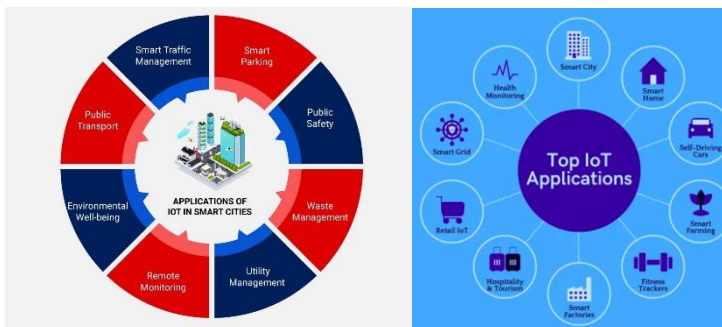 Smart Traffic
Management
Smart
Parking
Public
Safety
Waste
Management
Utility
Management
Remote
Monitoring
Environmental
Well-being
Public
Transport
APPLICATIONS OF
IOT IN SMART CITIES
Top IoT
Applications
Smart City
Smart
Home
Self-Driving
Cars
Smart
Farming
Fitness
Trackers
Smart
Factories
Hospitality
& Tourism
Retail IoT
Smart Grid
Health
Monitoring